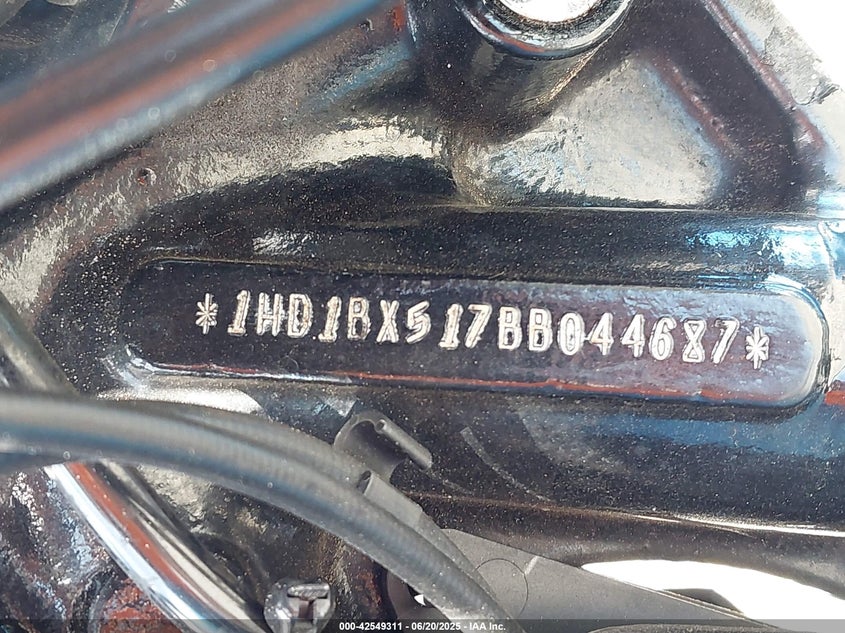 *1HD1BX517BB044687*
000-42549311 | 06/20/2025 - IAA Inc.